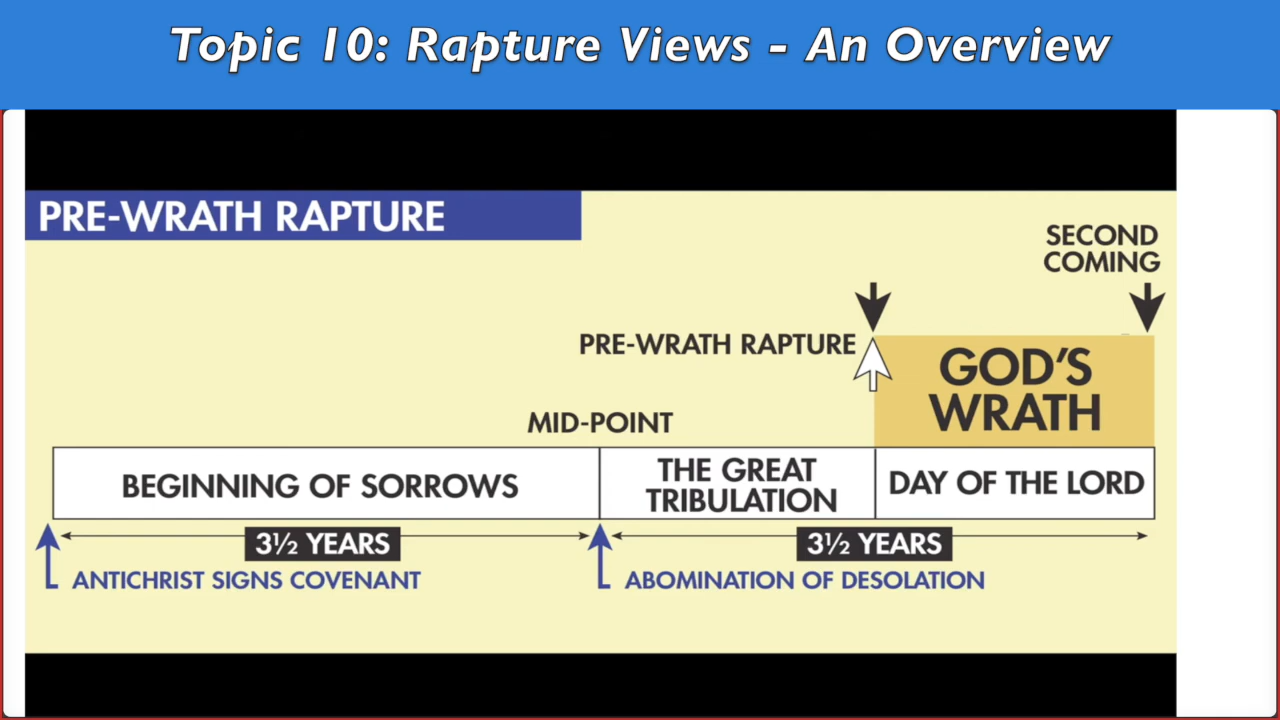 Topic 10: Rapture Views - An Overview
PRE-WRATH RAPTURE
SECOND
COMING
PRE-WRATH RAPTURE
GOD'S
WRATH
MID-POINT
BEGINNING OF SORROWS
THE GREAT
TRIBULATION
DAY OF THE LORD
3½ YEARS
3½ YEARS
ANTICHRIST SIGNS COVENANT
ABOMINATION OF DESOLATION